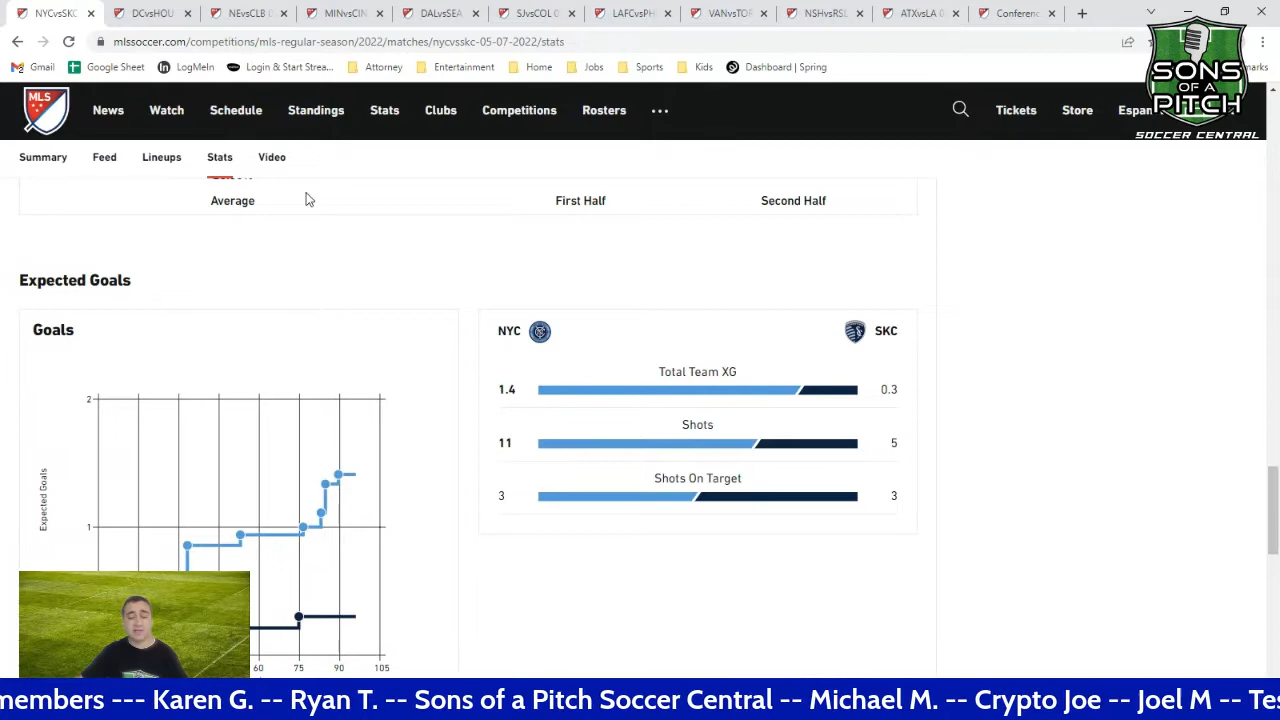 NYCvsSKC
DCvsHOU
NEvsCLB
MINvsCIN
DALvsSEA
SJvsCOL
LAFCvsPH
VANvsTOR
NSHvsRSL
ATXvsLA
Conferenc
mlssoccer.com/competitions/mls-regular-season/2022/matches/nycvsskc-05-07-2022/stats
Gmail
Google Sheet
LogMeIn
Login & Start Strea...
Attorney
Entertainment
Home
Jobs
Sports
Kids
Dashboard | Spring
SONS
OF A
PITCH
SOCCER CENTRAL
MLS
News
Watch
Schedule
Standings
Stats
Clubs
Competitions
Rosters
Tickets
Store
Summary
Feed
Lineups
Stats
Video
Average
First Half
Second Half
Expected Goals
Goals
NYC
SKC
Total Team XG
1.4
0.3
Shots
11
5
Shots On Target
3
3
2
1
Expected Goals
60
75
90
105
members --- Karen G. -- Ryan T. -- Sons of a Pitch Soccer Central -- Michael M. -- Crypto Joe -- Joel M --